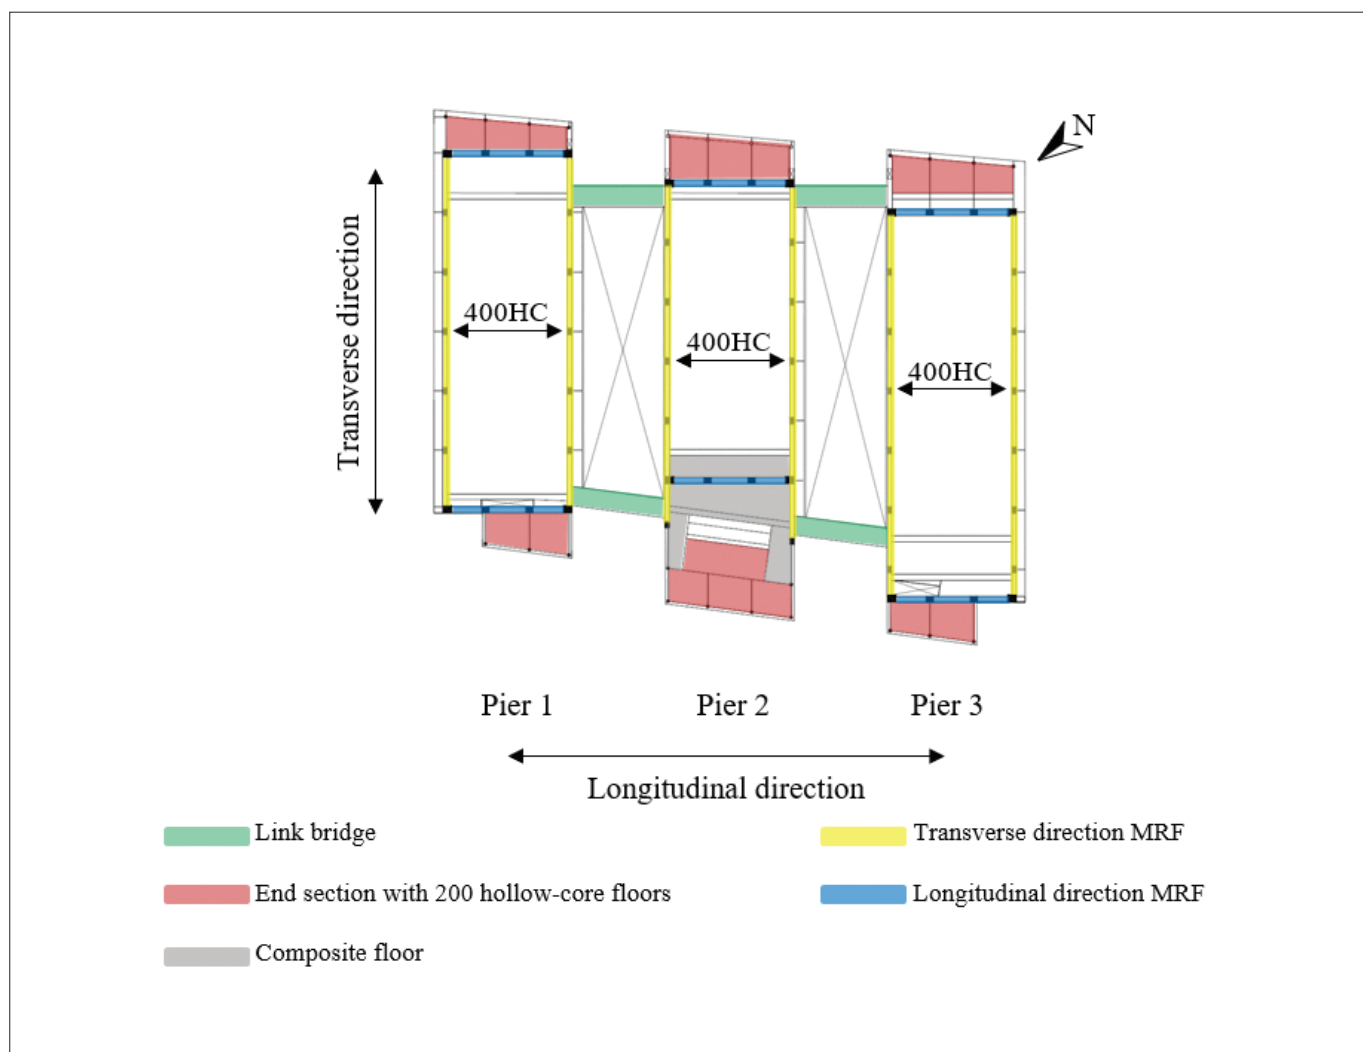 N
Transverse direction
400HC
400HC
400HC
Pier 1
Pier 2
Pier 3
Longitudinal direction
Link bridge
Transverse direction MRF
End section with 200 hollow-core floors
Longitudinal direction MRF
Composite floor